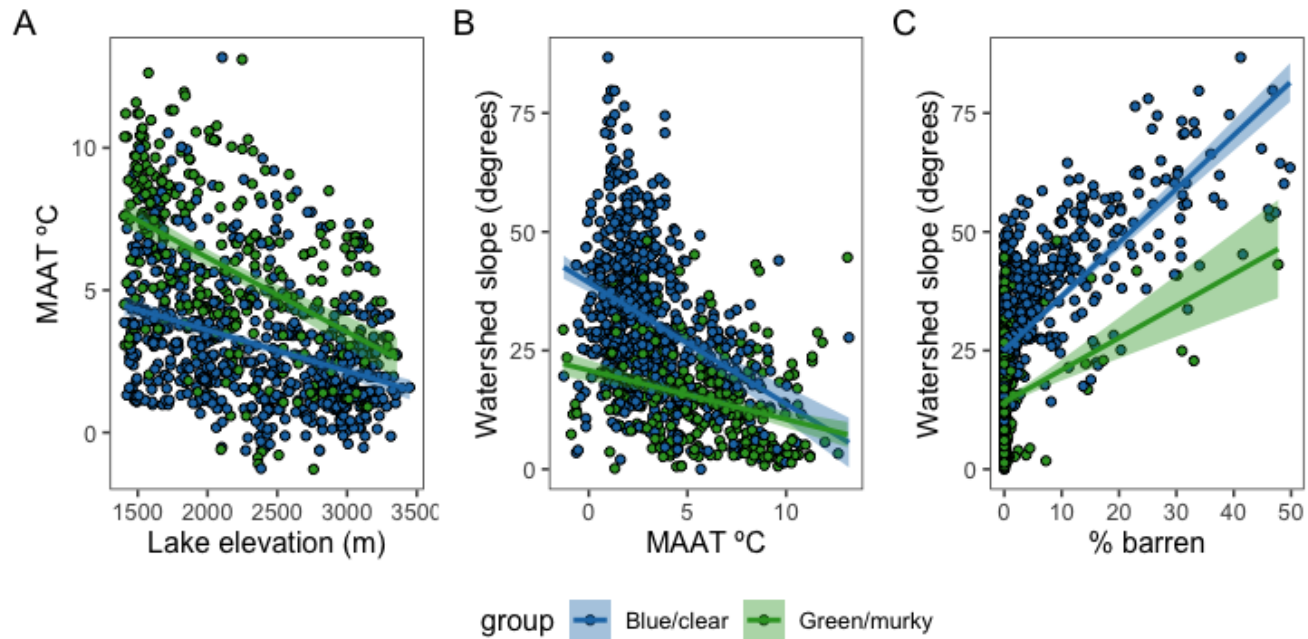 A
B
C
MAAT ºC
10
5
0
1500 2000 2500 3000 3500
Lake elevation (m)
Watershed slope (degrees)
75
50
25
0
0 5 10
MAAT ºC
Watershed slope (degrees)
75
50
25
0
0 10 20 30 40 50
% barren
group Blue/clear Green/murky